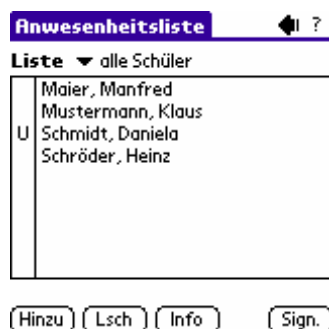 Anwesenheitsliste ?
Liste alle Schüler
Maier, Manfred
Mustermann, Klaus
U Schmidt, Daniela
Schröder, Heinz
Hinzu Lsch Info Sign.